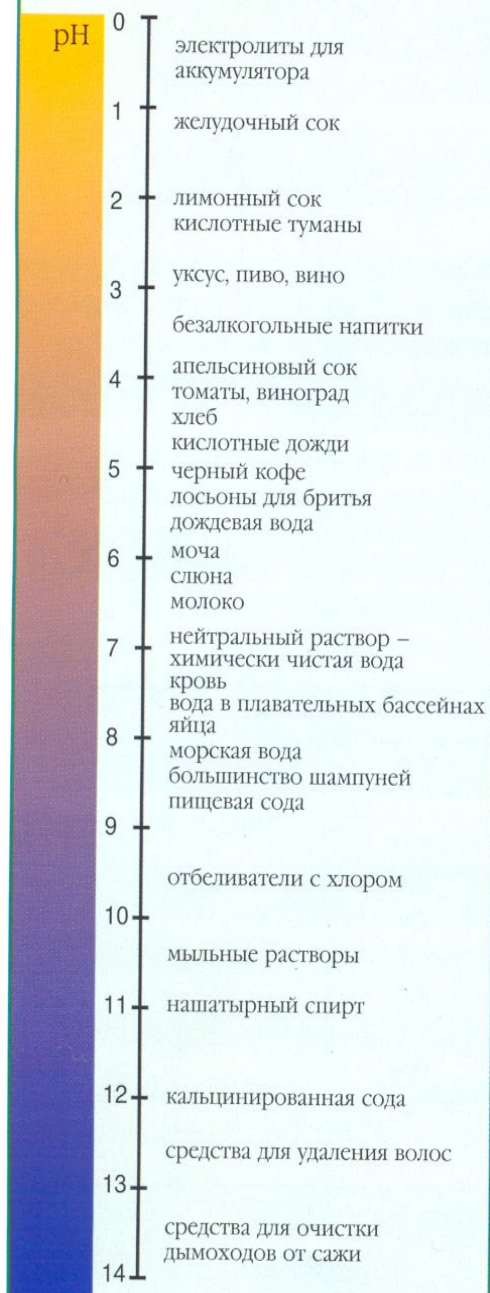 pH
0
электролиты для
аккумулятора
1
желудочный сок
2
лимонный сок
кислотные туманы
уксус, пиво, вино
3
безалкогольные напитки
апельсиновый сок
4
томаты, виноград
хлеб
кислотные дожди
5
черный кофе
лосьоны для бритья
дождевая вода
6
моча
слюна
молоко
7
нейтральный раствор –
химически чистая вода
кровь
вода в плавательных бассейнах
яйца
8
морская вода
большинство шампуней
пищевая сода
9
отбеливатели с хлором
10
мыльные растворы
11
нашатырный спирт
12
кальцинированная сода
средства для удаления волос
13
средства для очистки
дымоходов от сажи
14